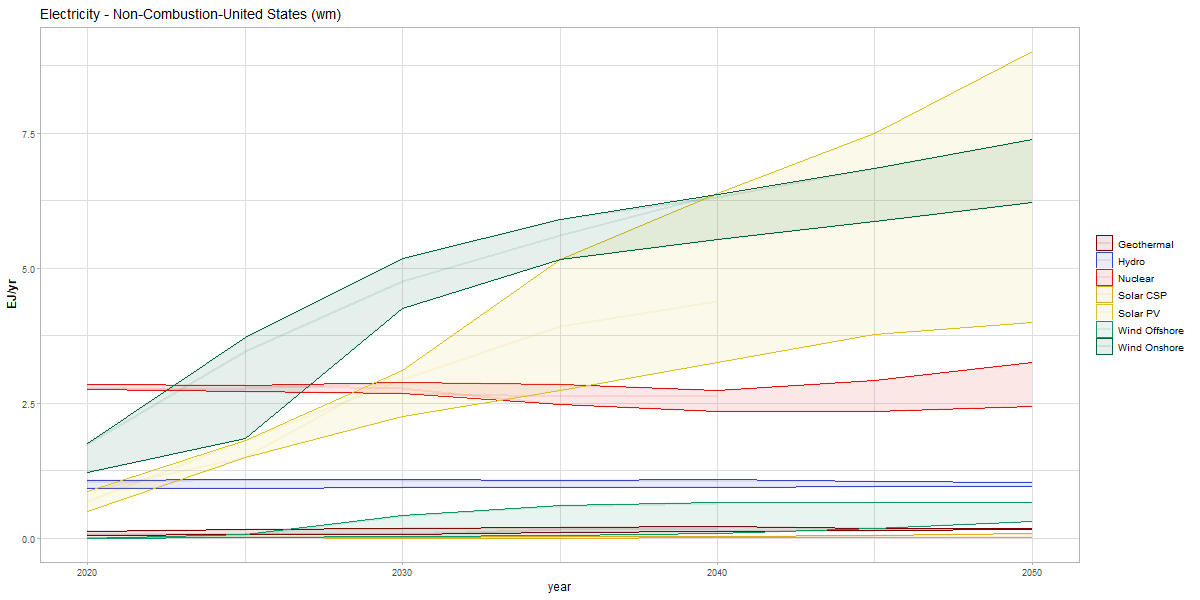 Electricity - Non-Combustion-United States (wm)
7.5
5.0
2.5
0.0
EJ/yr
2020
2030
2040
2050
year
Geothermal
Hydro
Nuclear
Solar CSP
Solar PV
Wind Offshore
Wind Onshore